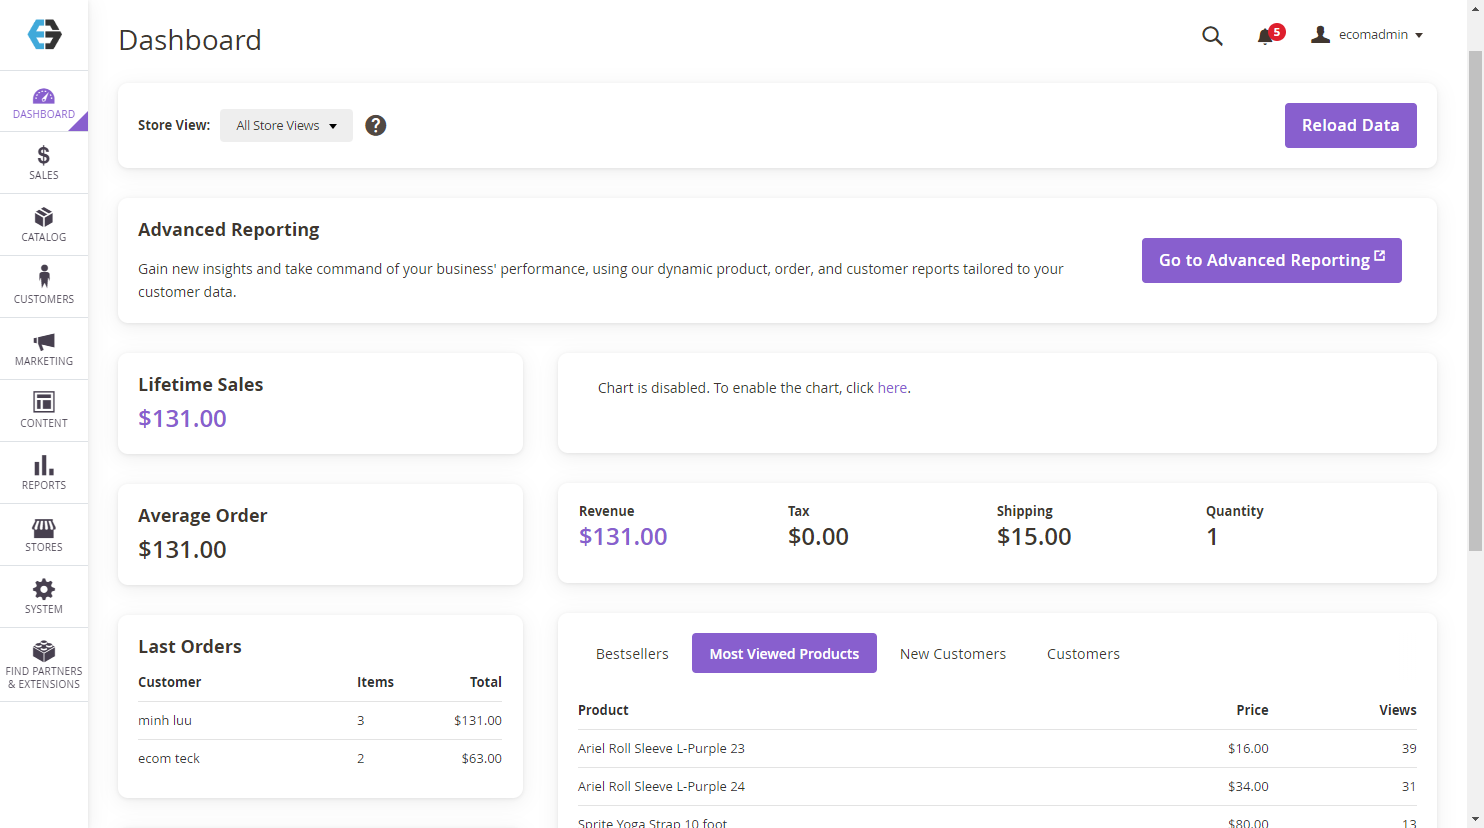 Dashboard
5
ecomadmin
DASHBOARD
SALES
CATALOG
CUSTOMERS
MARKETING
CONTENT
REPORTS
STORES
SYSTEM
FIND PARTNERS
& EXTENSIONS
Store View: All Store Views ?
Reload Data
Advanced Reporting
Gain new insights and take command of your business' performance, using our dynamic product, order, and customer reports tailored to your
customer data.
Go to Advanced Reporting
Lifetime Sales
$131.00
Chart is disabled. To enable the chart, click here.
Average Order
$131.00
Revenue Tax Shipping Quantity
$131.00 $0.00 $15.00 1
Last Orders
Customer Items Total
minh luu 3 $131.00
ecom teck 2 $63.00
Bestsellers Most Viewed Products New Customers Customers
Product Price Views
Ariel Roll Sleeve L-Purple 23 $16.00 39
Ariel Roll Sleeve L-Purple 24 $34.00 31
Sprite Yoga Strap 10 foot $80.00 13